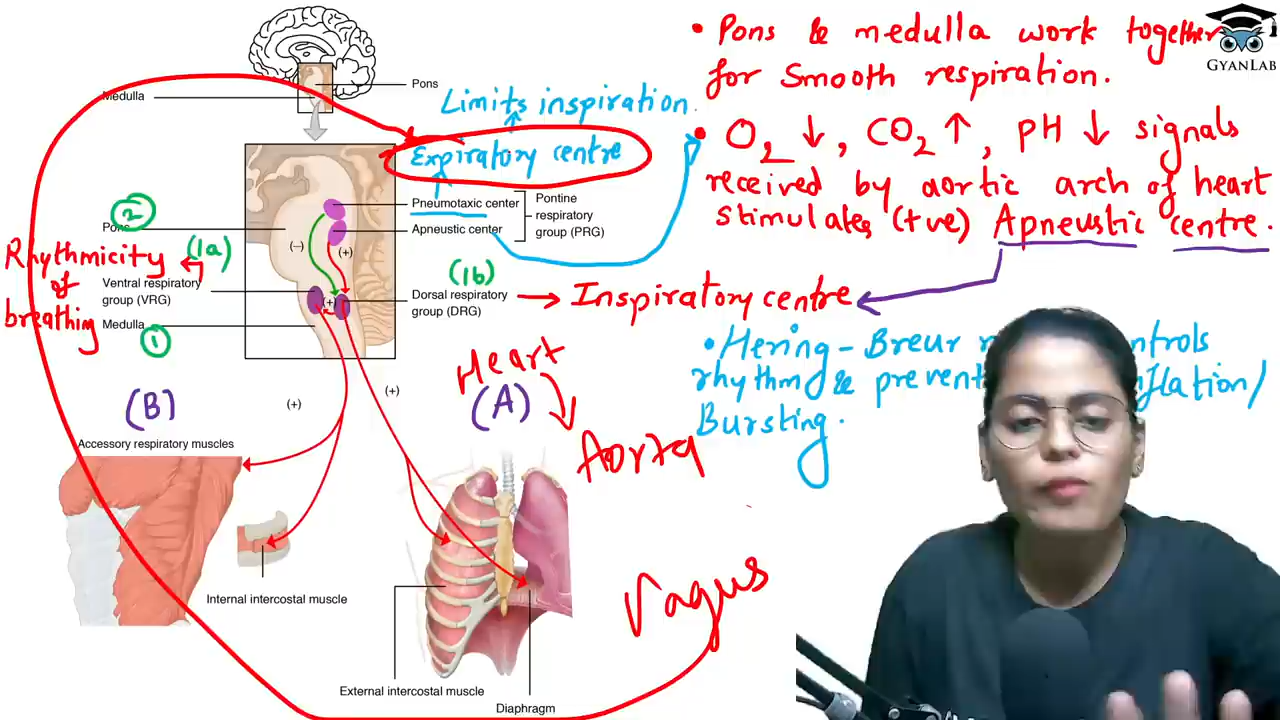 Pons
Medulla
Limits inspiration.
Expiratory centre
Pneumotaxic center
Apneustic center
Pontine
respiratory
group (PRG)
(2)
Pons
(1a)
Rhythmicity
of
breathing
Ventral respiratory
group (VRG)
Medulla
(1)
(−)
(+)
(+)
(1b)
Dorsal respiratory
group (DRG)
Inspiratory centre
(+)
(+)
(B)
Accessory respiratory muscles
Internal intercostal muscle
Heart
(A)
Aorta
Vagus
External intercostal muscle
Diaphragm
• Pons & medulla work together
for Smooth respiration.
• O2 ↓, CO2 ↑, pH ↓ signals
received by aortic arch of heart
stimulates (+ve) Apneustic centre.
• Hering-Breur
rhythm &
Bursting.
GYANLAB